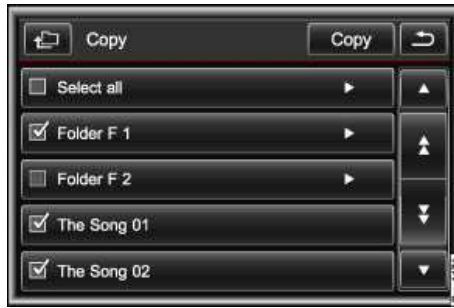 Copy Copy
Select all
Folder F 1
Folder F 2
The Song 01
The Song 02